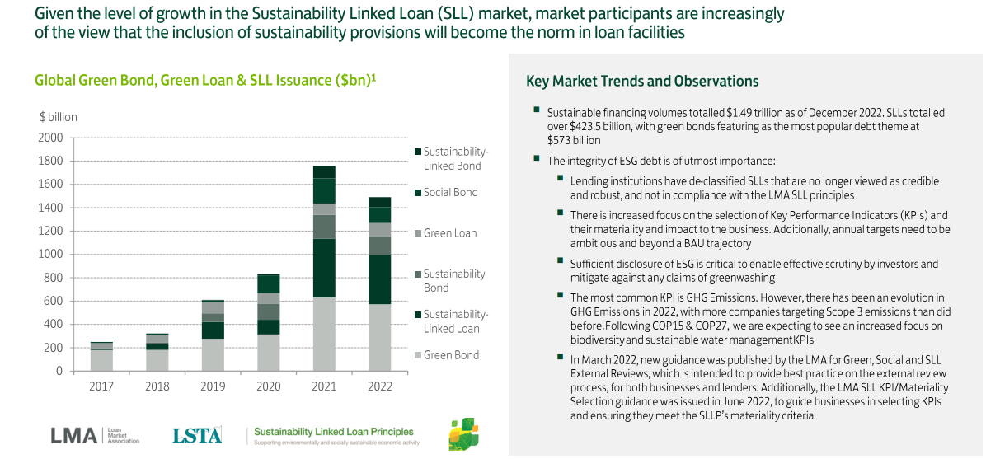 Given the level of growth in the Sustainability Linked Loan (SLL) market, market participants are increasingly
of the view that the inclusion of sustainability provisions will become the norm in loan facilities
Global Green Bond, Green Loan & SLL Issuance ($bn)¹
$ billion
2000
1800
1600
1400
1200
1000
800
600
400
200
0
2017 2018 2019 2020 2021 2022
Sustainability-
Linked Bond
Social Bond
Green Loan
Sustainability
Bond
Sustainability-
Linked Loan
Green Bond
LMA Loan
Market
Association
LSTA
Sustainability Linked Loan Principles
Supporting environmentally and socially sustainable economic activity
Key Market Trends and Observations
Sustainable financing volumes totalled $1.49 trillion as of December 2022. SLLs totalled
over $423.5 billion, with green bonds featuring as the most popular debt theme at
$573 billion
The integrity of ESG debt is of utmost importance:
Lending institutions have de-classified SLLs that are no longer viewed as credible
and robust, and not in compliance with the LMA SLL principles
There is increased focus on the selection of Key Performance Indicators (KPIs) and
their materiality and impact to the business. Additionally, annual targets need to be
ambitious and beyond a BAU trajectory
Sufficient disclosure of ESG is critical to enable effective scrutiny by investors and
mitigate against any claims of greenwashing
The most common KPI is GHG Emissions. However, there has been an evolution in
GHG Emissions in 2022, with more companies targeting Scope 3 emissions than did
before.Following COP15 & COP27, we are expecting to see an increased focus on
biodiversity and sustainable water managementKPIs
In March 2022, new guidance was published by the LMA for Green, Social and SLL
External Reviews, which is intended to provide best practice on the external review
process, for both businesses and lenders. Additionally, the LMA SLL KPI/Materiality
Selection guidance was issued in June 2022, to guide businesses in selecting KPIs
and ensuring they meet the SLLP's materiality criteria